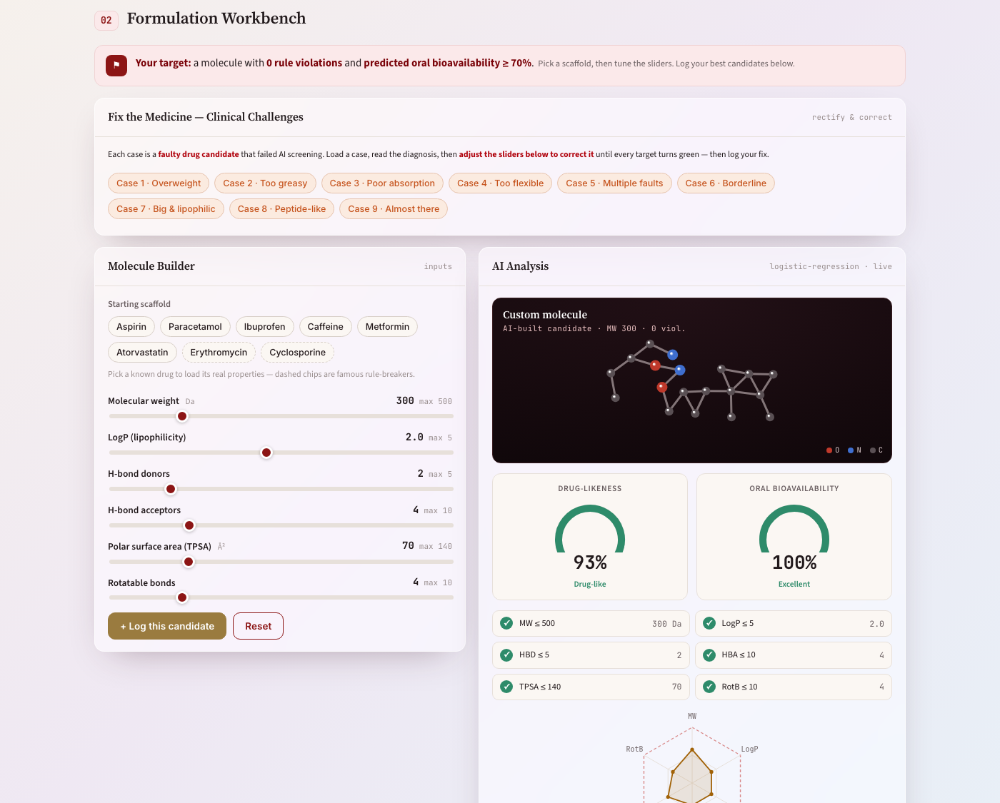 02 Formulation Workbench
⚑ Your target: a molecule with 0 rule violations and predicted oral bioavailability ≥ 70%. Pick a scaffold, then tune the sliders. Log your best candidates below.
Fix the Medicine — Clinical Challenges
rectify & correct
Each case is a faulty drug candidate that failed AI screening. Load a case, read the diagnosis, then adjust the sliders below to correct it until every target turns green — then log your fix.
Case 1 · Overweight Case 2 · Too greasy Case 3 · Poor absorption Case 4 · Too flexible Case 5 · Multiple faults Case 6 · Borderline
Case 7 · Big & lipophilic Case 8 · Peptide-like Case 9 · Almost there
Molecule Builder
inputs
Starting scaffold
Aspirin Paracetamol Ibuprofen Caffeine Metformin
Atorvastatin Erythromycin Cyclosporine
Pick a known drug to load its real properties — dashed chips are famous rule-breakers.
Molecular weight Da 300 max 500
LogP (lipophilicity) 2.0 max 5
H-bond donors 2 max 5
H-bond acceptors 4 max 10
Polar surface area (TPSA) Å² 70 max 140
Rotatable bonds 4 max 10
+ Log this candidate Reset
AI Analysis
logistic-regression · live
Custom molecule
AI-built candidate · MW 300 · 0 viol.
O N C
DRUG-LIKENESS
93%
Drug-like
ORAL BIOAVAILABILITY
100%
Excellent
✓ MW ≤ 500 300 Da
✓ LogP ≤ 5 2.0
✓ HBD ≤ 5 2
✓ HBA ≤ 10 4
✓ TPSA ≤ 140 70
✓ RotB ≤ 10 4
MW
RotB
LogP